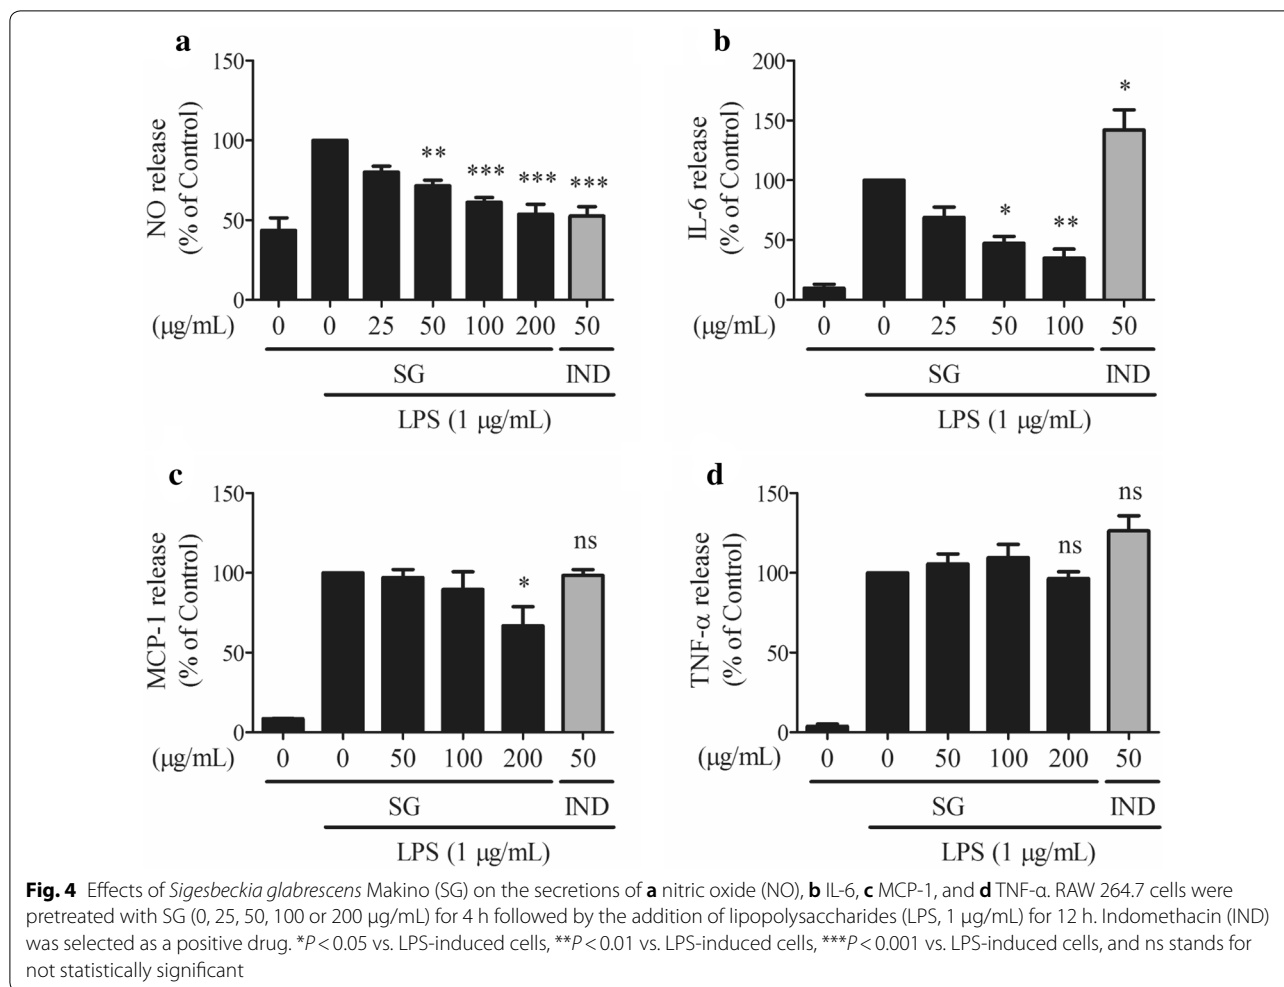 a
NO release
(% of Control)
150
100
50
0
** *** *** ***
(μg/mL) 0 0 25 50 100 200 50
SG IND
LPS (1 μg/mL)
b
IL-6 release
(% of Control)
200
150
100
50
0
* ** *
(μg/mL) 0 0 25 50 100 50
SG IND
LPS (1 μg/mL)
c
MCP-1 release
(% of Control)
150
100
50
0
* ns
(μg/mL) 0 0 50 100 200 50
SG IND
LPS (1 μg/mL)
d
TNF-α release
(% of Control)
150
100
50
0
ns ns
(μg/mL) 0 0 50 100 200 50
SG IND
LPS (1 μg/mL)
Fig. 4 Effects of Sigesbeckia glabrescens Makino (SG) on the secretions of a nitric oxide (NO), b IL-6, c MCP-1, and d TNF-α. RAW 264.7 cells were
pretreated with SG (0, 25, 50, 100 or 200 μg/mL) for 4 h followed by the addition of lipopolysaccharides (LPS, 1 μg/mL) for 12 h. Indomethacin (IND)
was selected as a positive drug. *P < 0.05 vs. LPS-induced cells, **P < 0.01 vs. LPS-induced cells, ***P < 0.001 vs. LPS-induced cells, and ns stands for
not statistically significant